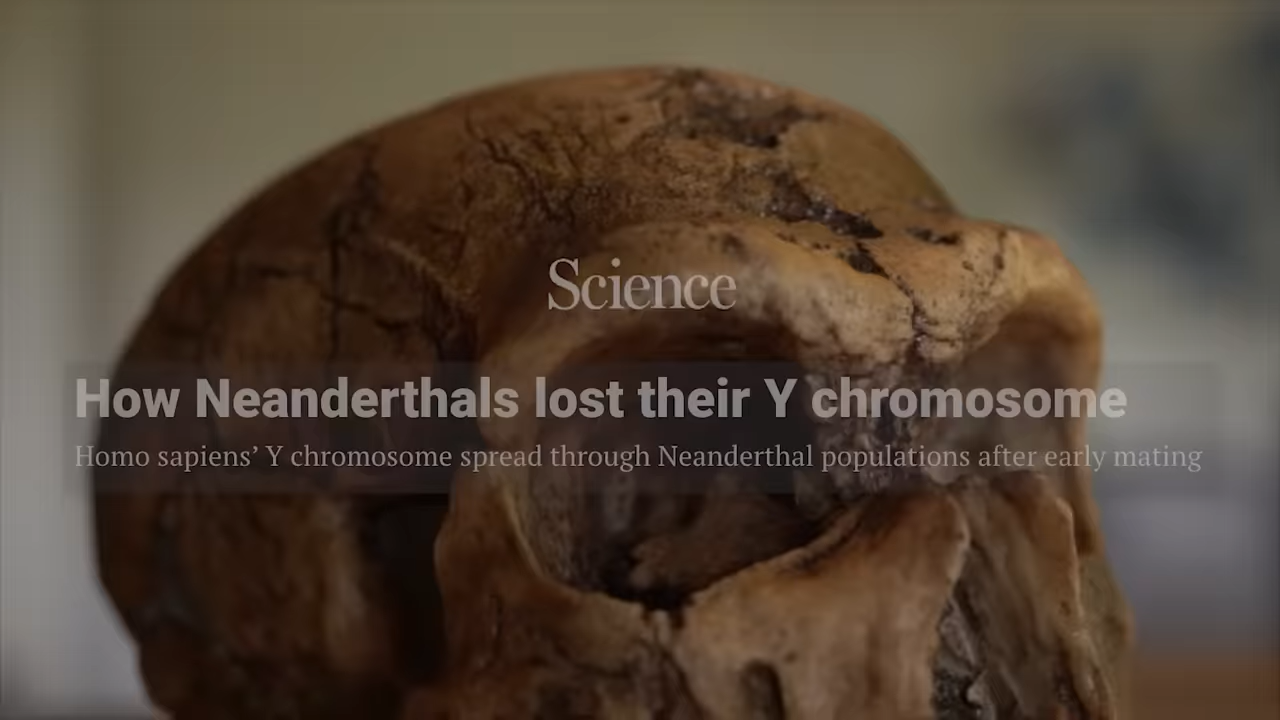 Science
How Neanderthals lost their Y chromosome
Homo sapiens’ Y chromosome spread through Neanderthal populations after early mating